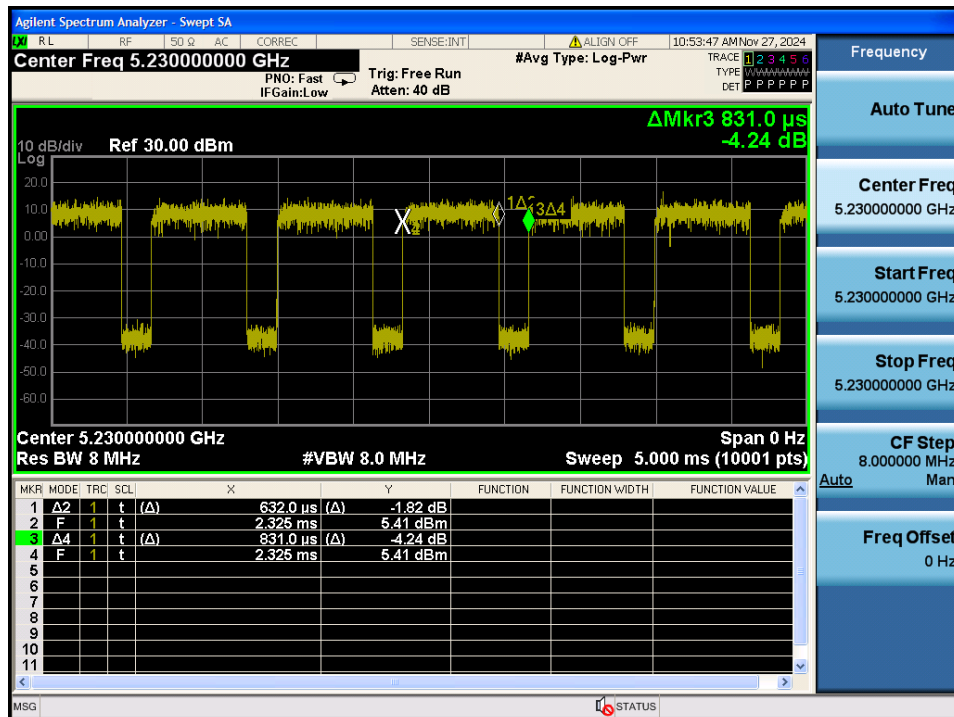 Agilent Spectrum Analyzer - Swept SA
LXI RL RF 50 Ω AC CORREC SENSE:INT ALIGN OFF 10:53:47 AM Nov 27, 2024
Center Freq 5.230000000 GHz
PNO: Fast
IFGain:Low
Trig: Free Run
Atten: 40 dB
#Avg Type: Log-Pwr
TRACE 1 2 3 4 5 6
TYPE
DET P P P P P P
ΔMkr3 831.0 µs
-4.24 dB
10 dB/div Ref 30.00 dBm
Log
20.0
10.0
0.00
-10.0
-20.0
-30.0
-40.0
-50.0
-60.0
3Δ4
Center 5.230000000 GHz Span 0 Hz
Res BW 8 MHz #VBW 8.0 MHz Sweep 5.000 ms (10001 pts)
MKR MODE TRC SCL X Y FUNCTION FUNCTION WIDTH FUNCTION VALUE
1 Δ2 1 t (Δ) 632.0 µs (Δ) -1.82 dB
2 F 1 t 2.325 ms 5.41 dBm
3 Δ4 1 t (Δ) 831.0 µs (Δ) -4.24 dB
4 F 1 t 2.325 ms 5.41 dBm
5
6
7
8
9
10
11
MSG STATUS
Frequency
Auto Tune
Center Freq
5.230000000 GHz
Start Freq
5.230000000 GHz
Stop Freq
5.230000000 GHz
CF Step
8.000000 MHz
Auto Man
Freq Offset
0 Hz